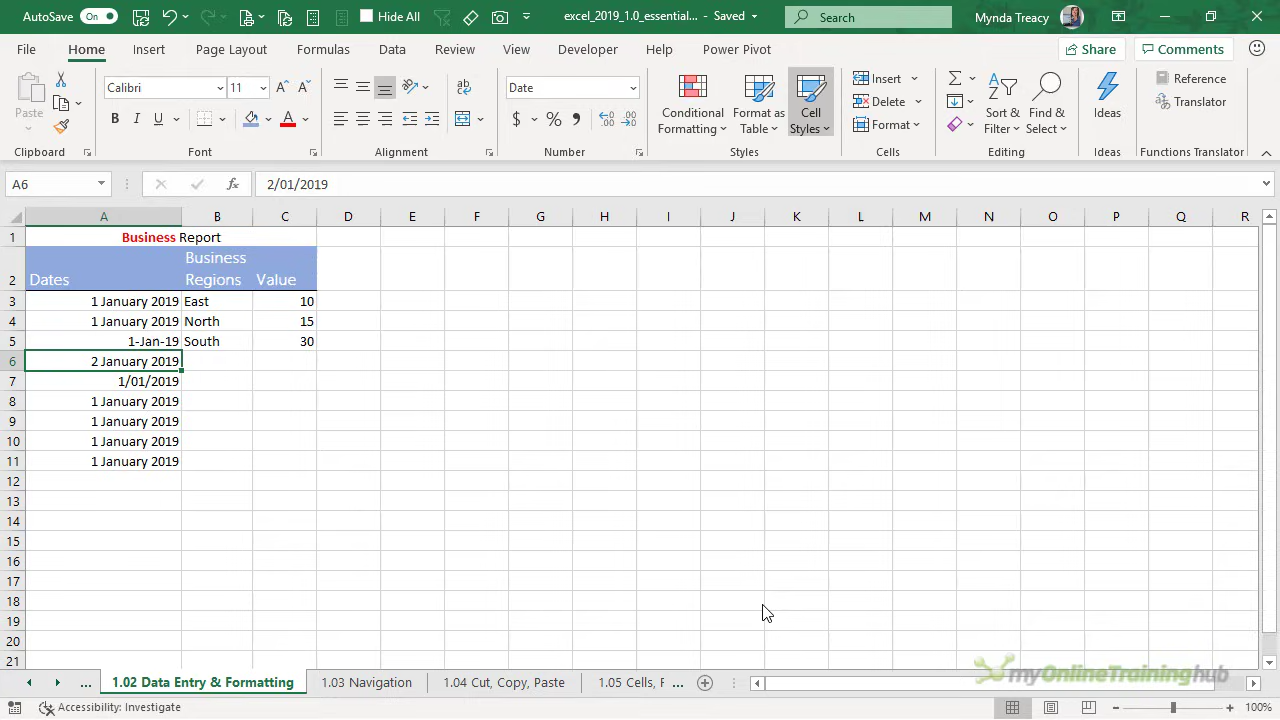 AutoSave On Hide All excel_2019_1.0_essential... - Saved Search Mynda Treacy
File Home Insert Page Layout Formulas Data Review View Developer Help Power Pivot Share Comments
Paste
Clipboard
Calibri 11
B I U A
Font
Alignment
Date
$ % 9
Number
Conditional Formatting
Format as Table
Cell Styles
Styles
Insert
Delete
Format
Cells
Sort & Filter
Find & Select
Editing
Ideas
Ideas
Reference
Translator
Functions Translator
A6 fx 2/01/2019
A B C D E F G H I J K L M N O P Q R
1 Business Report
2 Dates Business Regions Value
3 1 January 2019 East 10
4 1 January 2019 North 15
5 1-Jan-19 South 30
6 2 January 2019
7 1/01/2019
8 1 January 2019
9 1 January 2019
10 1 January 2019
11 1 January 2019
12
13
14
15
16
17
18
19
20
21
myOnlineTraininghub
... 1.02 Data Entry & Formatting 1.03 Navigation 1.04 Cut, Copy, Paste 1.05 Cells, F ...
Accessibility: Investigate 100%